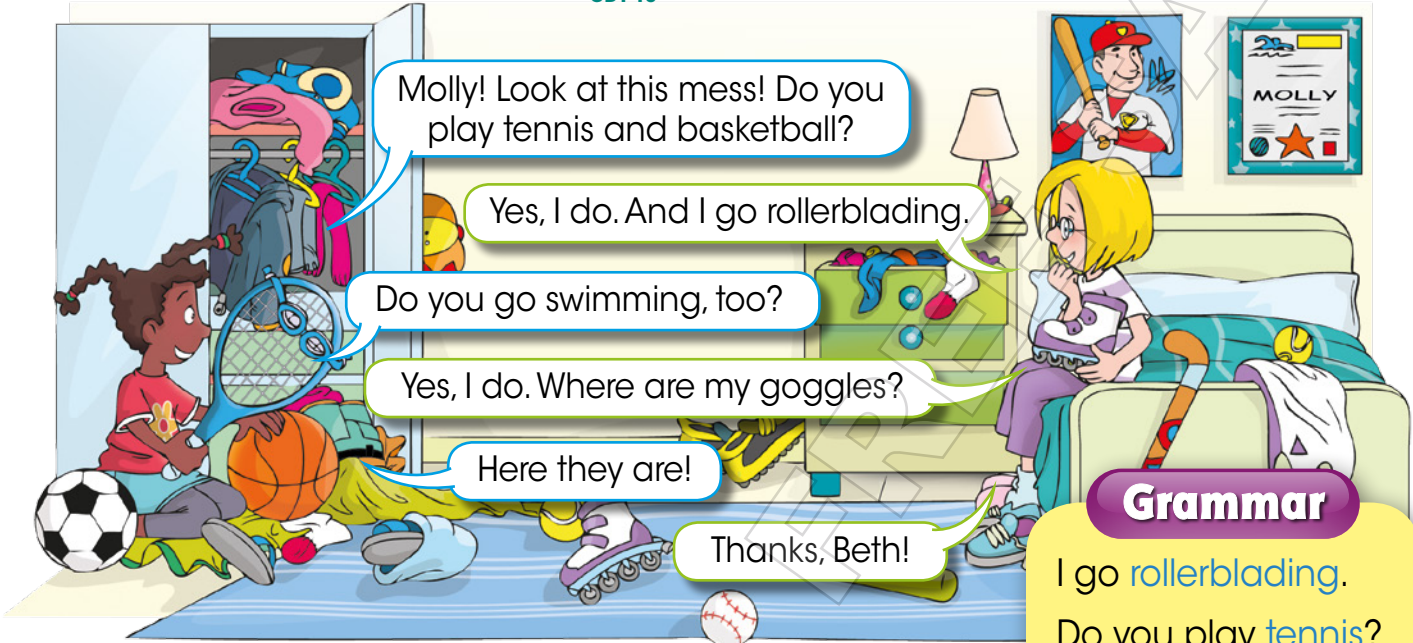 Molly! Look at this mess! Do you
play tennis and basketball?
MOLLY
Yes, I do. And I go rollerblading.
Do you go swimming, too?
Yes, I do. Where are my goggles?
Here they are!
Thanks, Beth!
Grammar
I go rollerblading.
Do you play tennis?